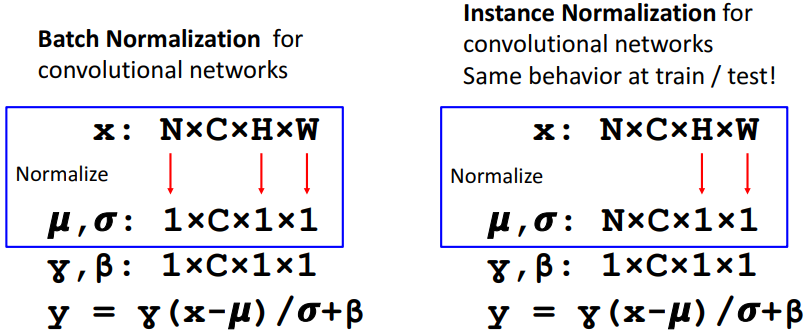 Batch Normalization for
convolutional networks
x: N×C×H×W
Normalize
μ,σ: 1×C×1×1
γ,β: 1×C×1×1
y = γ(x-μ)/σ+β
Instance Normalization for
convolutional networks
Same behavior at train / test!
x: N×C×H×W
Normalize
μ,σ: N×C×1×1
γ,β: 1×C×1×1
y = γ(x-μ)/σ+β